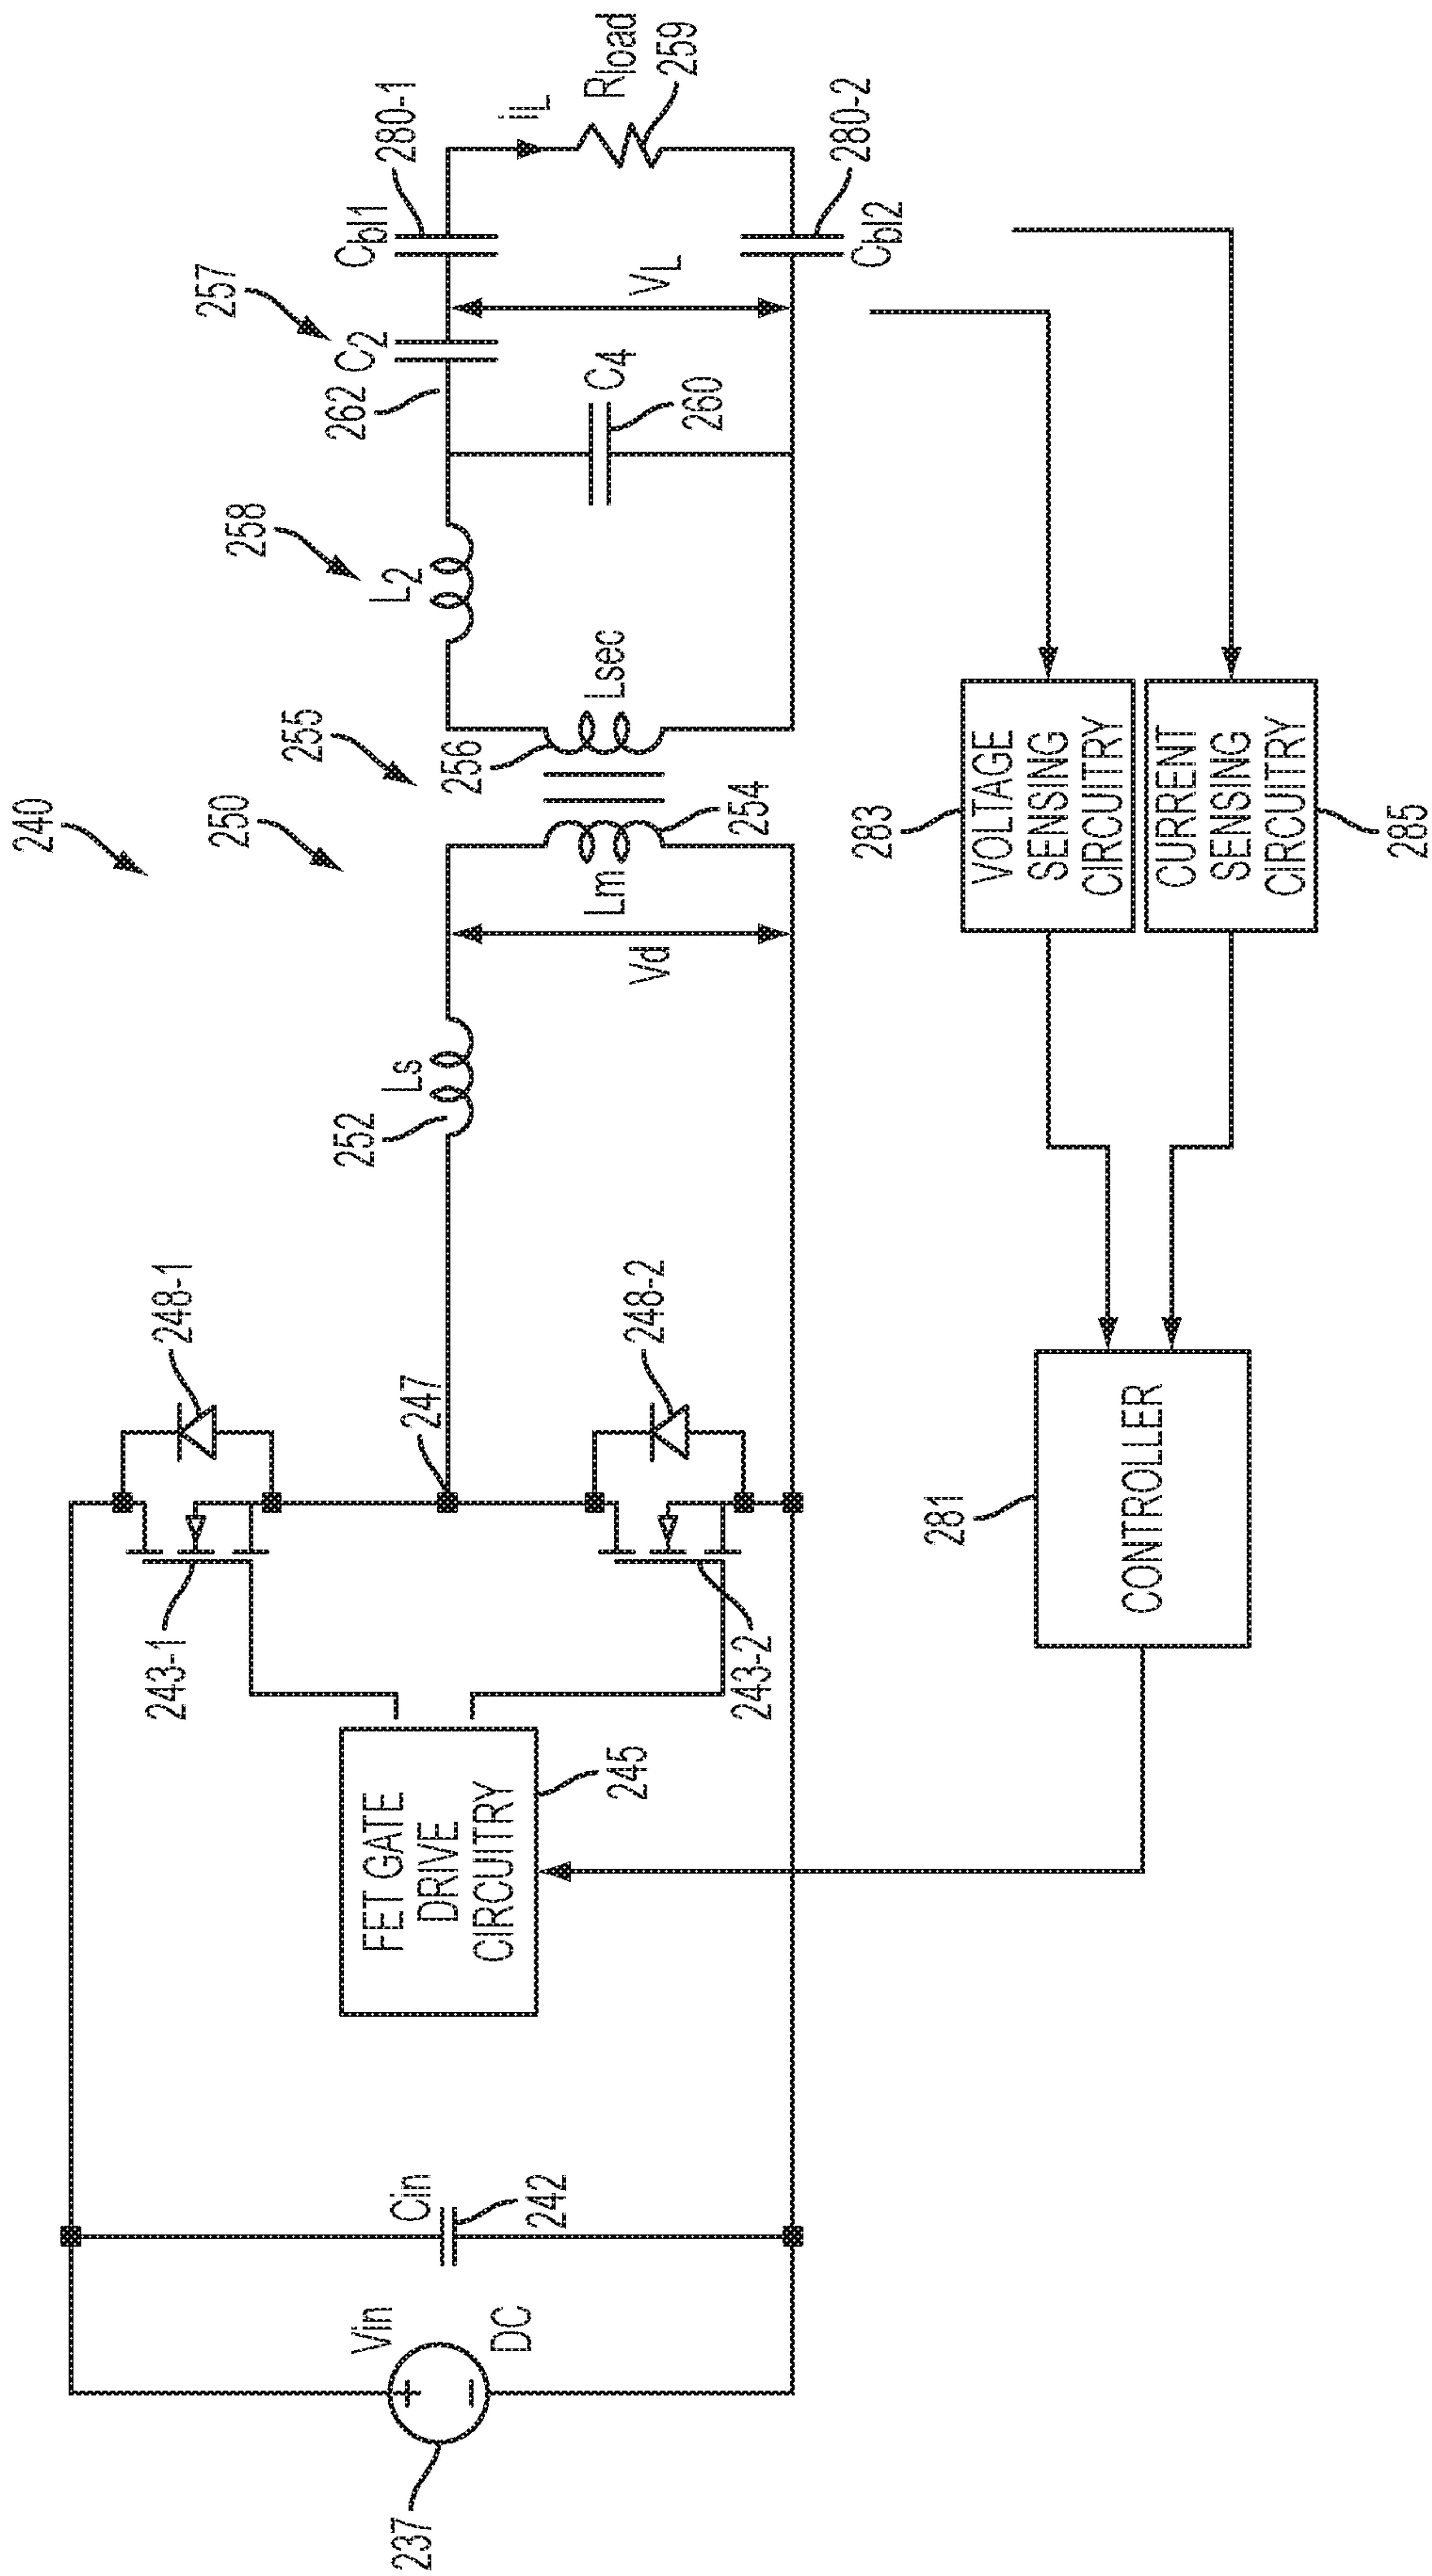 240
250
255
258
257
237
Vin
DC
Cin
242
FET GATE
DRIVE
CIRCUITRY
245
243-1
243-2
248-1
248-2
247
Ls
252
Vd
Lm
254
256
Lsec
L2
262
C2
C4
260
VL
Cbl1
280-1
iL
Rload
259
Cbl2
280-2
CONTROLLER
281
VOLTAGE
SENSING
CIRCUITRY
283
CURRENT
SENSING
CIRCUITRY
285